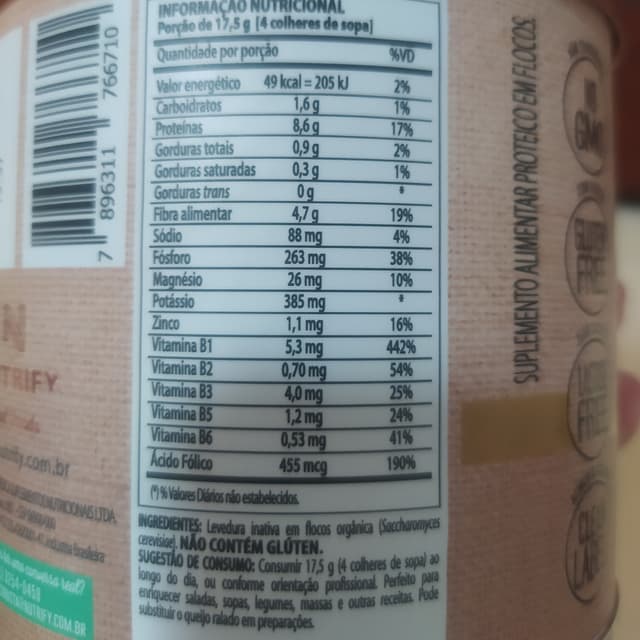 INFORMAÇÃO NUTRICIONAL
Porção de 17,5 g (4 colheres de sopa)
Quantidade por porção %VD
Valor energético 49 kcal = 205 kJ 2%
Carboidratos 1,6 g 1%
Proteínas 8,6 g 17%
Gorduras totais 0,9 g 2%
Gorduras saturadas 0,3 g 1%
Gorduras trans 0 g *
Fibra alimentar 4,7 g 19%
Sódio 88 mg 4%
Fósforo 263 mg 38%
Magnésio 26 mg 10%
Potássio 385 mg *
Zinco 1,1 mg 16%
Vitamina B1 5,3 mg 442%
Vitamina B2 0,70 mg 54%
Vitamina B3 4,0 mg 25%
Vitamina B5 1,2 mg 24%
Vitamina B6 0,53 mg 41%
Ácido Fólico 455 mcg 190%
(*) % Valores Diários não estabelecidos.
INGREDIENTES: Levedura inativa em flocos orgânica (Saccharomyces
cerevisiae). NÃO CONTÉM GLÚTEN.
SUGESTÃO DE CONSUMO: Consumir 17,5 g (4 colheres de sopa) ao
longo do dia, ou conforme orientação profissional. Perfeito para
enriquecer saladas, sopas, legumes, massas e outras receitas. Pode
substituir o queijo ralado em preparações.
7 896311 766710
SUPLEMENTO ALIMENTAR PROTEICO EM FLOCOS
N
TRIFY
.com.br
indústria brasileira
NUTRIFY.COM.BR